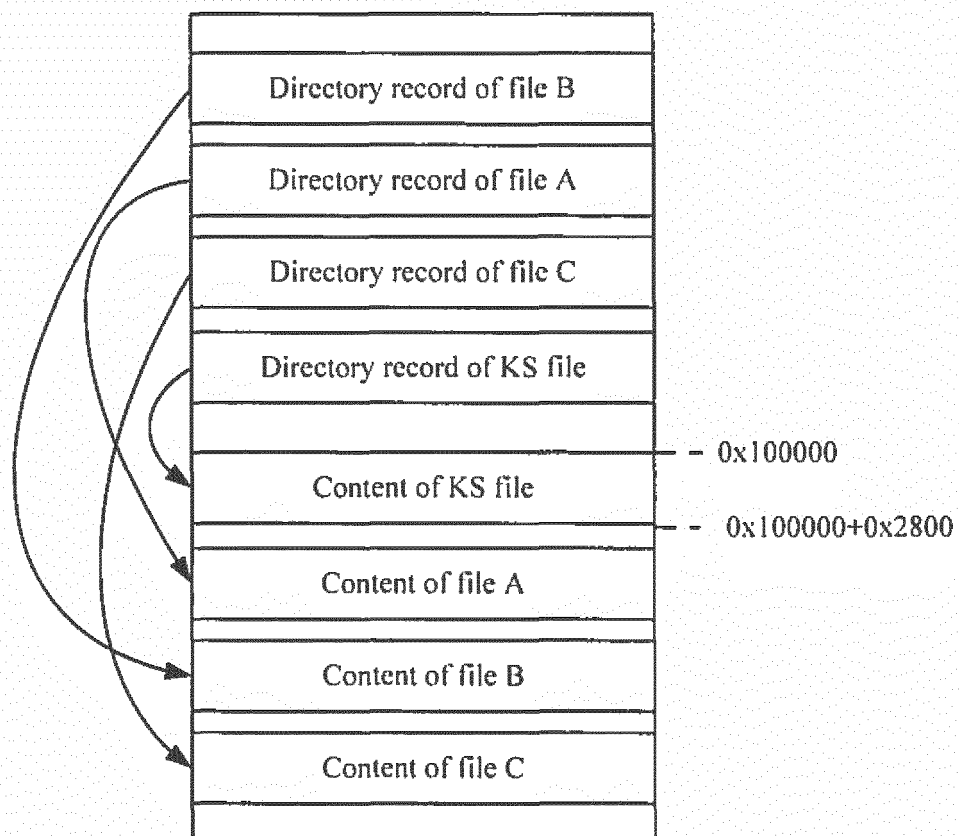 Directory record of file B
Directory record of file A
Directory record of file C
Directory record of KS file
0x100000
Content of KS file
0x100000+0x2800
Content of file A
Content of file B
Content of file C